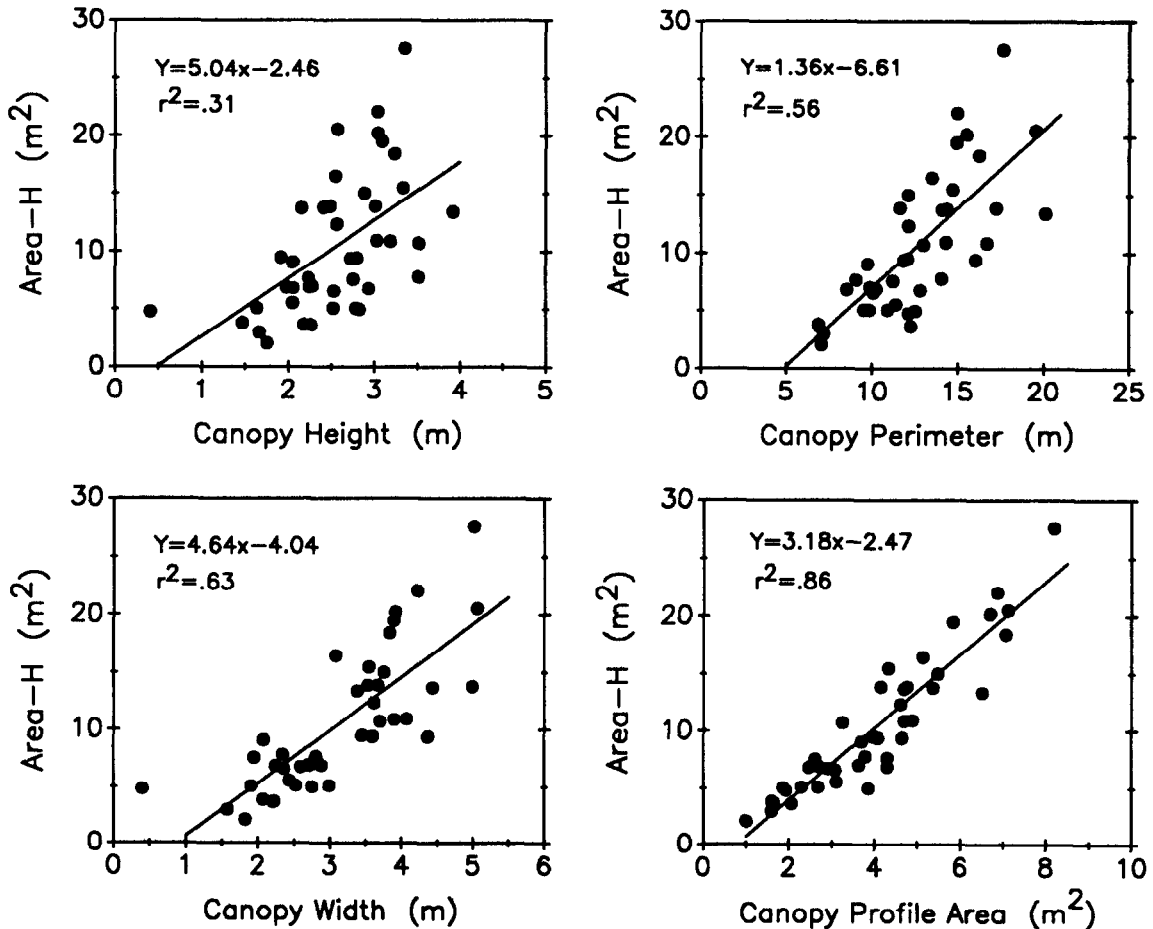 30
20
10
0
Area-H (m²)
Y=5.04x-2.46
r²=.31
0 1 2 3 4 5
Canopy Height (m)
30
20
10
0
Area-H (m²)
Y=1.36x-6.61
r²=.56
0 5 10 15 20 25
Canopy Perimeter (m)
30
20
10
0
Area-H (m²)
Y=4.64x-4.04
r²=.63
0 1 2 3 4 5 6
Canopy Width (m)
30
20
10
0
Area-H (m²)
Y=3.18x-2.47
r²=.86
0 2 4 6 8 10
Canopy Profile Area (m²)